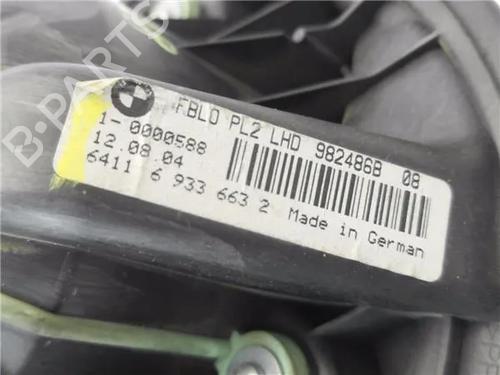 FBLO PL2 LHD 9824868 08
1-0000588
12.08.04
6411 6 933 663 2 Made in German
B-PARTS